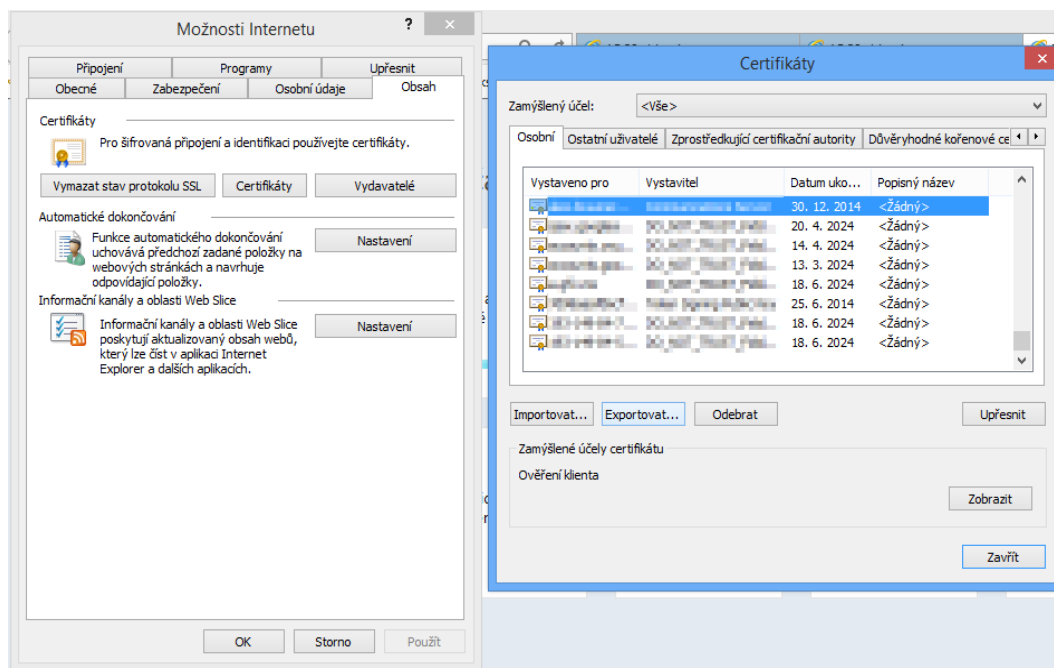 Možnosti Internetu
?
Připojení Programy Upřesnit
Obecné Zabezpečení Osobní údaje Obsah
Certifikáty
Pro šifrovaná připojení a identifikaci používejte certifikáty.
Vymazat stav protokolu SSL Certifikáty Vydavatelé
Automatické dokončování
Funkce automatického dokončování
uchovává předchozí zadané položky na
webových stránkách a navrhuje
odpovídající položky.
Nastavení
Informační kanály a oblasti Web Slice
Informační kanály a oblasti Web Slice
poskytují aktualizovaný obsah webů,
který lze číst v aplikaci Internet
Explorer a dalších aplikacích.
Nastavení
OK Storno Použít
Certifikáty
Zamýšlený účel: <Vše>
Osobní Ostatní uživatelé Zprostředkující certifikační autority Důvěryhodné kořenové ce
Vystaveno pro Vystavitel Datum uko... Popisný název
30. 12. 2014 <Žádný>
20. 4. 2024 <Žádný>
14. 4. 2024 <Žádný>
13. 3. 2024 <Žádný>
18. 6. 2024 <Žádný>
25. 6. 2014 <Žádný>
18. 6. 2024 <Žádný>
18. 6. 2024 <Žádný>
Importovat... Exportovat... Odebrat Upřesnit
Zamýšlené účely certifikátu
Ověření klienta
Zobrazit
Zavřít